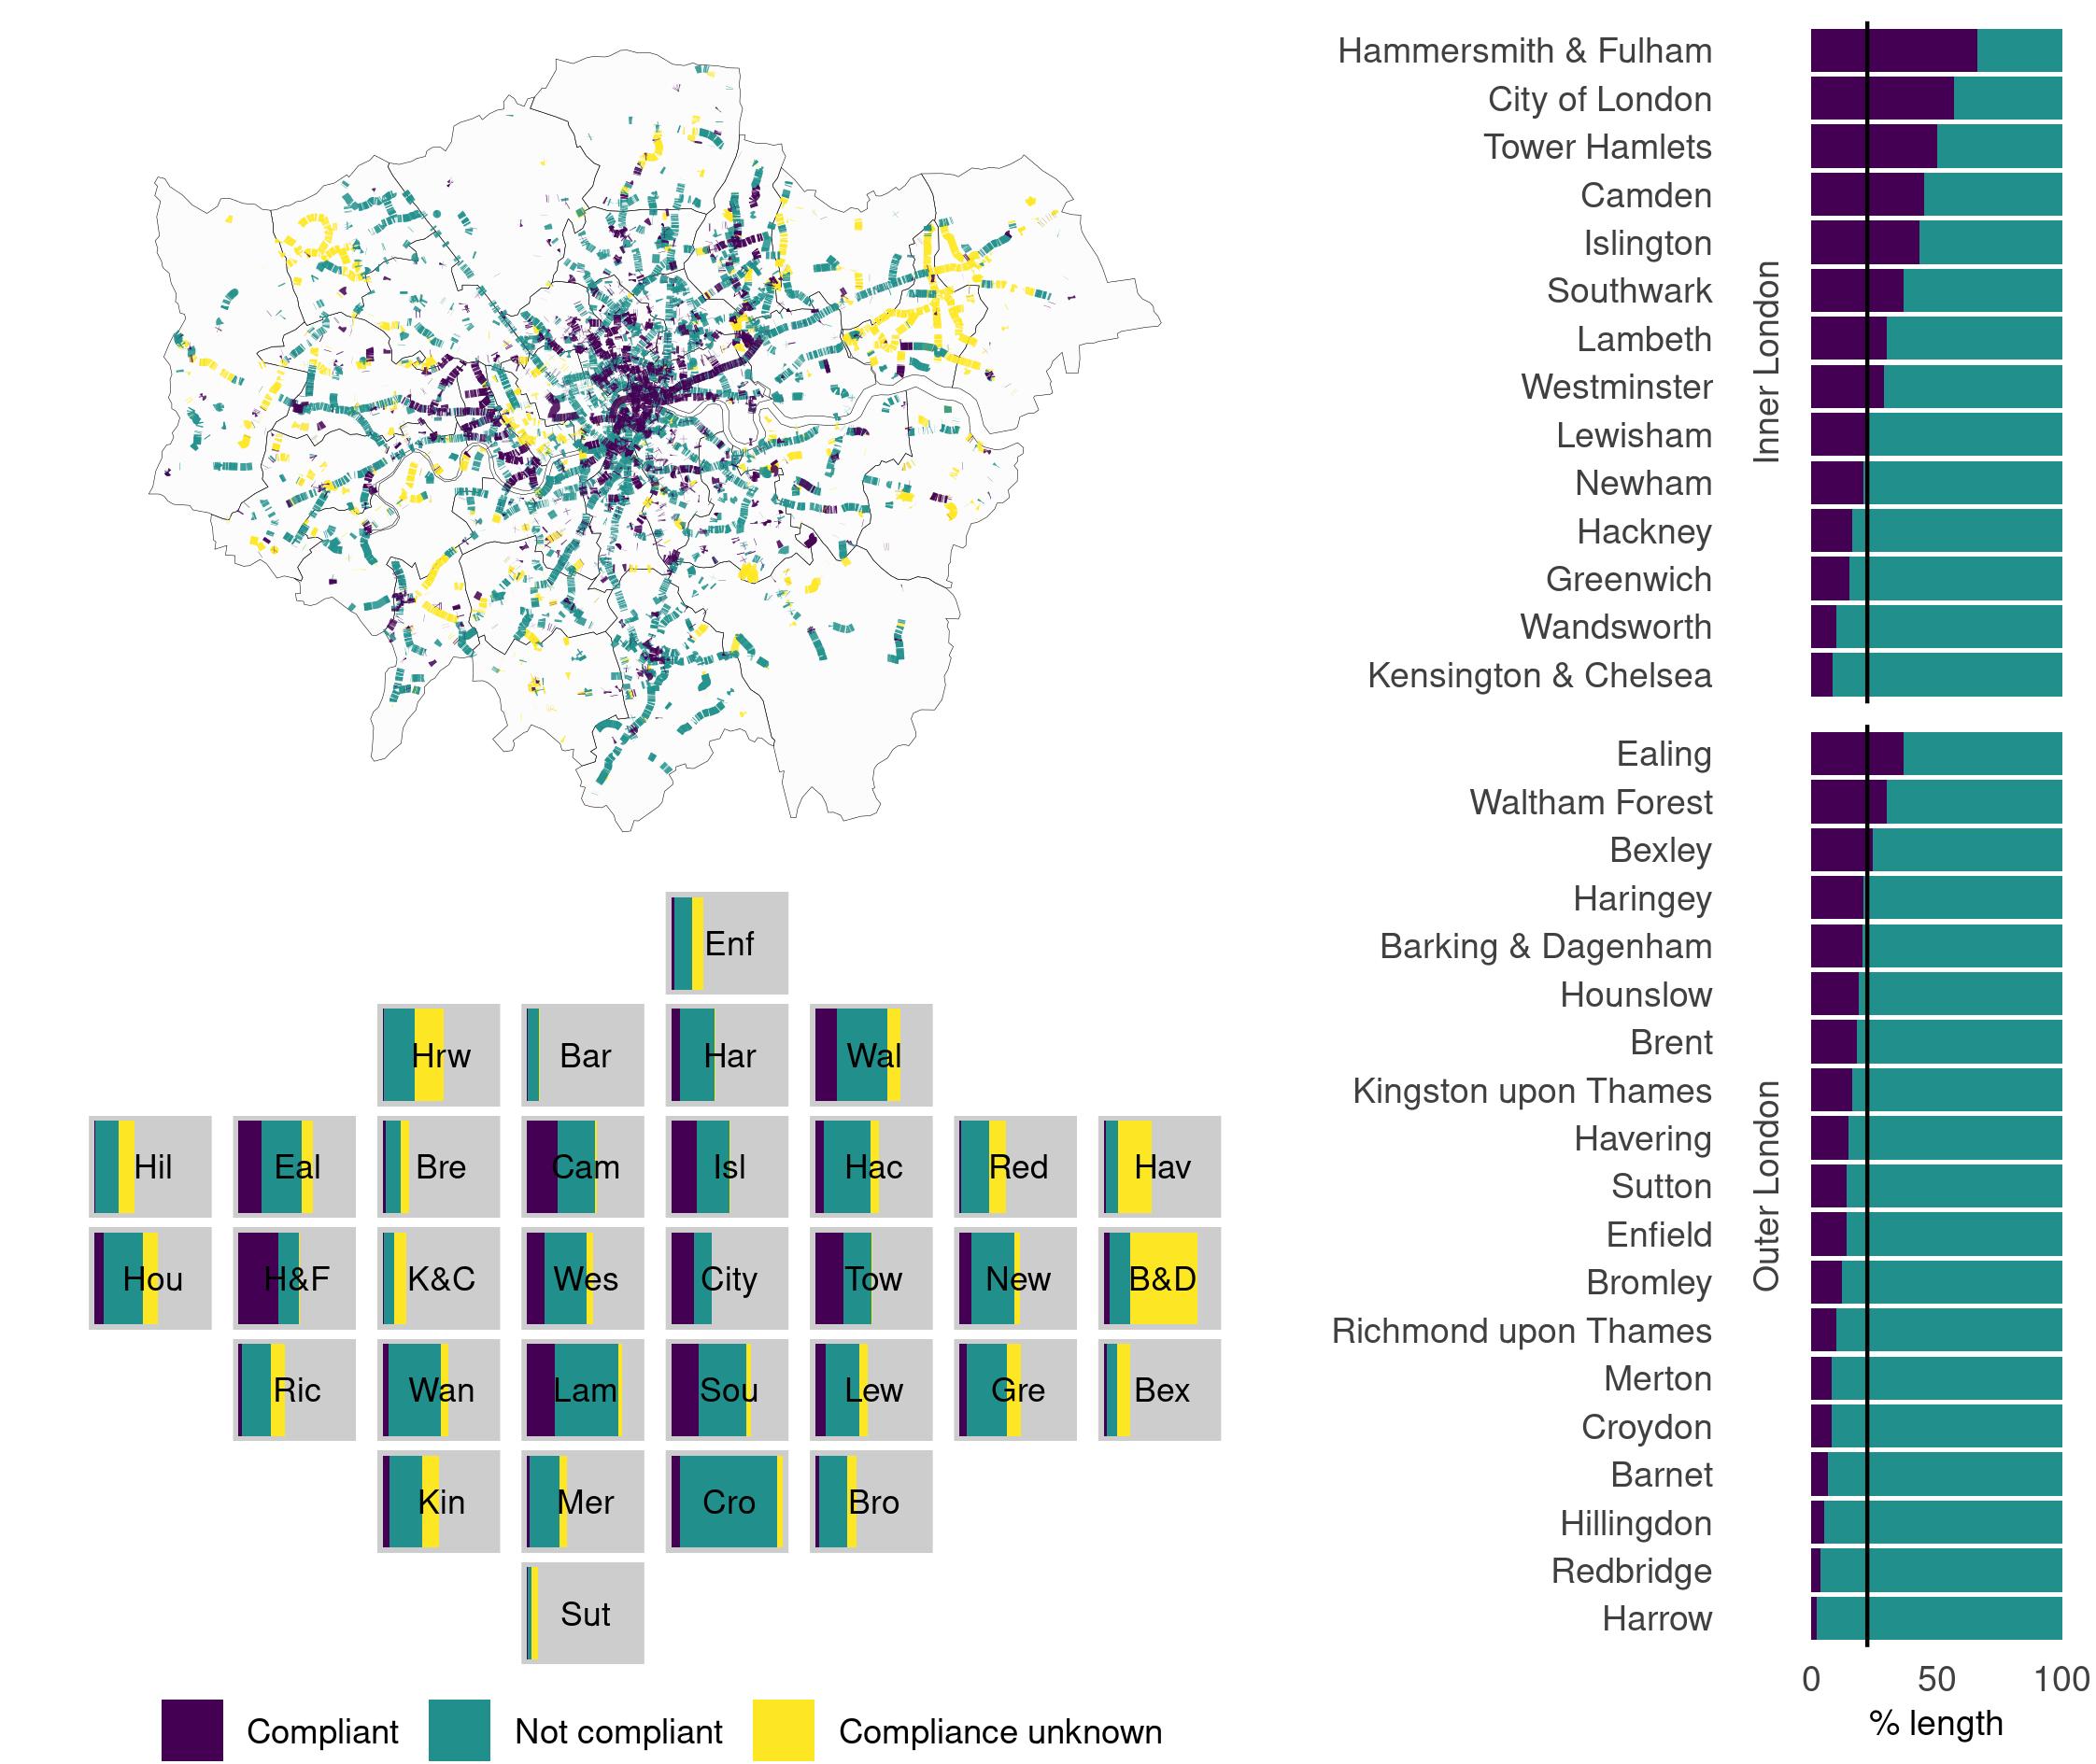 Hammersmith & Fulham
City of London
Tower Hamlets
Camden
Islington
Southwark
Lambeth
Westminster
Lewisham
Newham
Hackney
Greenwich
Wandsworth
Kensington & Chelsea
Inner London
Ealing
Waltham Forest
Bexley
Haringey
Barking & Dagenham
Hounslow
Brent
Kingston upon Thames
Havering
Sutton
Enfield
Bromley
Richmond upon Thames
Merton
Croydon
Barnet
Hillingdon
Redbridge
Harrow
Outer London
0 50 100
% length
Enf
Hrw Bar Har Wal
Hil Eal Bre Cam Isl Hac Red Hav
Hou H&F K&C Wes City Tow New B&D
Ric Wan Lam Sou Lew Gre Bex
Kin Mer Cro Bro
Sut
Compliant Not compliant Compliance unknown